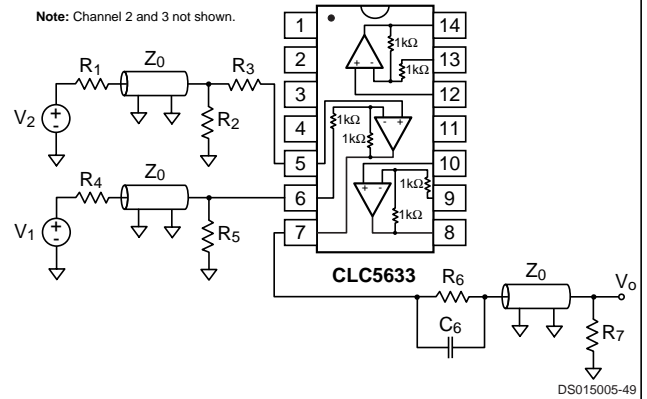 Note: Channel 2 and 3 not shown.
1
2
3
4
5
6
7
14
13
12
11
10
9
8
1kΩ
1kΩ
+
-
1kΩ
1kΩ
-
+
+
-
1kΩ
1kΩ
CLC5633
R1
Z0
R3
V2
+
-
R2
R4
Z0
V1
+
-
R5
R6
C6
Z0
Vo
R7
DS015005-49